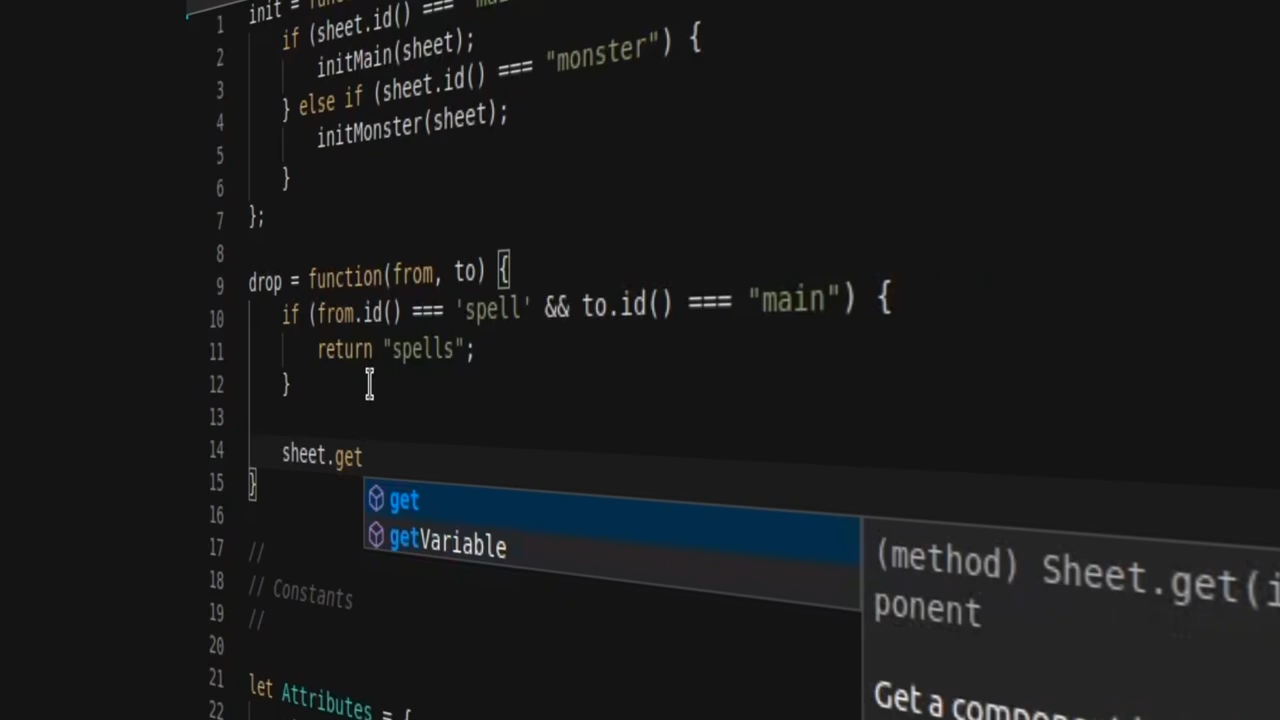 1 init =
2 if (sheet.id() ===
3 initMain(sheet);
4 } else if (sheet.id() === "monster") {
5 initMonster(sheet);
6 }
7 };
8
9 drop = function(from, to) {
10 if (from.id() === 'spell' && to.id() === "main") {
11 return "spells";
12 }
13
14 sheet.get
15 }
get
getVariable
(method) Sheet.get(i
ponent
Get a
16
17 //
18 // Constants
19 //
20
21 let Attributes = {
22